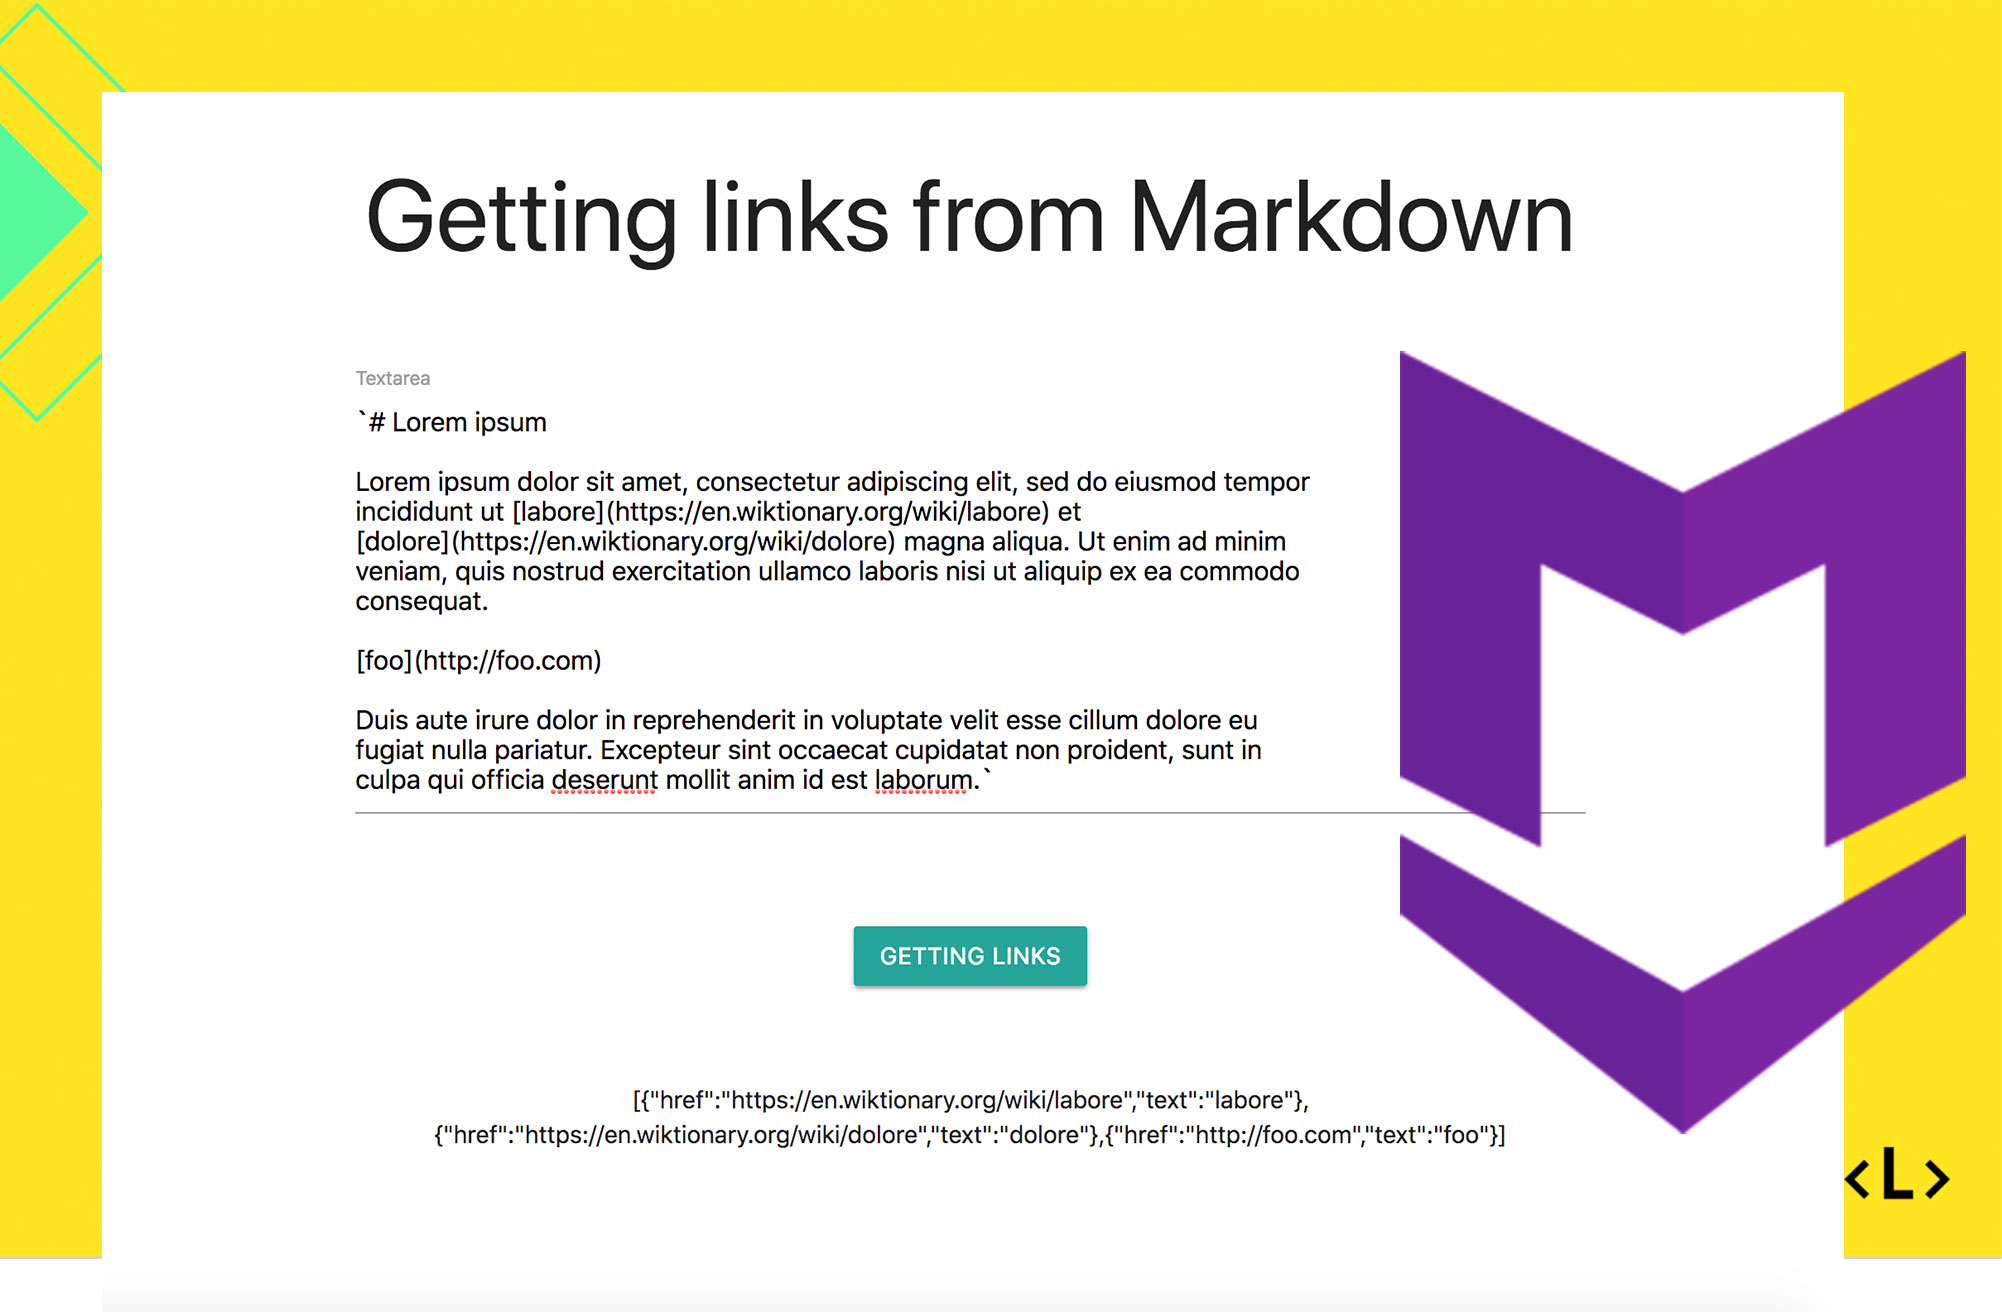 Getting links from Markdown
Textarea
`# Lorem ipsum
Lorem ipsum dolor sit amet, consectetur adipiscing elit, sed do eiusmod tempor
incididunt ut [labore](https://en.wiktionary.org/wiki/labore) et
[dolore](https://en.wiktionary.org/wiki/dolore) magna aliqua. Ut enim ad minim
veniam, quis nostrud exercitation ullamco laboris nisi ut aliquip ex ea commodo
consequat.
[foo](http://foo.com)
Duis aute irure dolor in reprehenderit in voluptate velit esse cillum dolore eu
fugiat nulla pariatur. Excepteur sint occaecat cupidatat non proident, sunt in
culpa qui officia deserunt mollit anim id est laborum.`
GETTING LINKS
[{"href":"https://en.wiktionary.org/wiki/labore","text":"labore"},
{"href":"https://en.wiktionary.org/wiki/dolore","text":"dolore"},{"href":"http://foo.com","text":"foo"}]
<L>